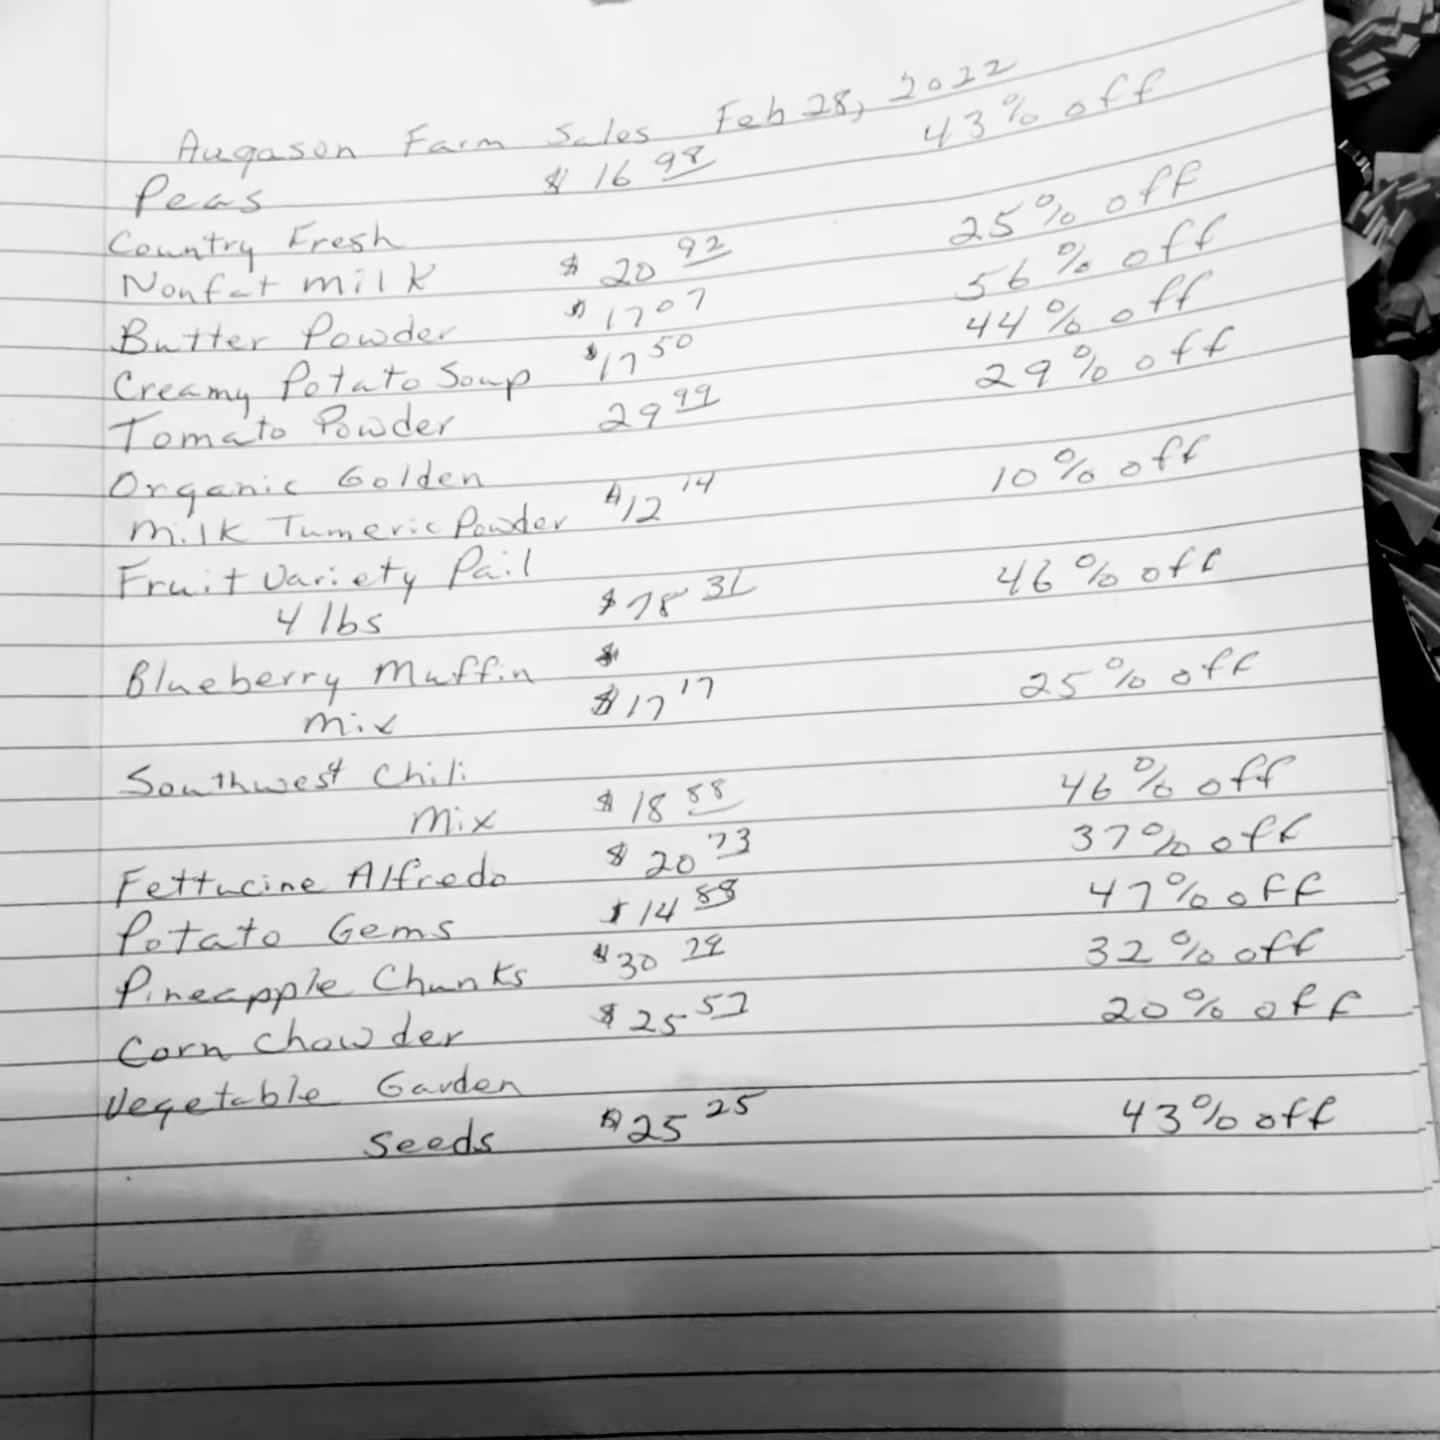 Augason Farm Sales Feb 28, 2022
Peas $16 98 43% off
Country Fresh
Nonfat milk $20 92 25% off
Butter Powder $17 07 56% off
Creamy Potato Soup $17 50 44% off
Tomato Powder 29 99 29% off
Organic Golden
Milk Tumeric Powder $12 14 10% off
Fruit Variety Pail
4 lbs $78 31 46% off
Blueberry Muffin $
Mix $17 17 25% off
Southwest Chili
Mix $18 88 46% off
Fettucine Alfredo $20 73 37% off
Potato Gems $14 88 47% off
Pineapple Chunks $30 29 32% off
Corn Chowder $25 57 20% off
Vegetable Garden
Seeds $25 25 43% off